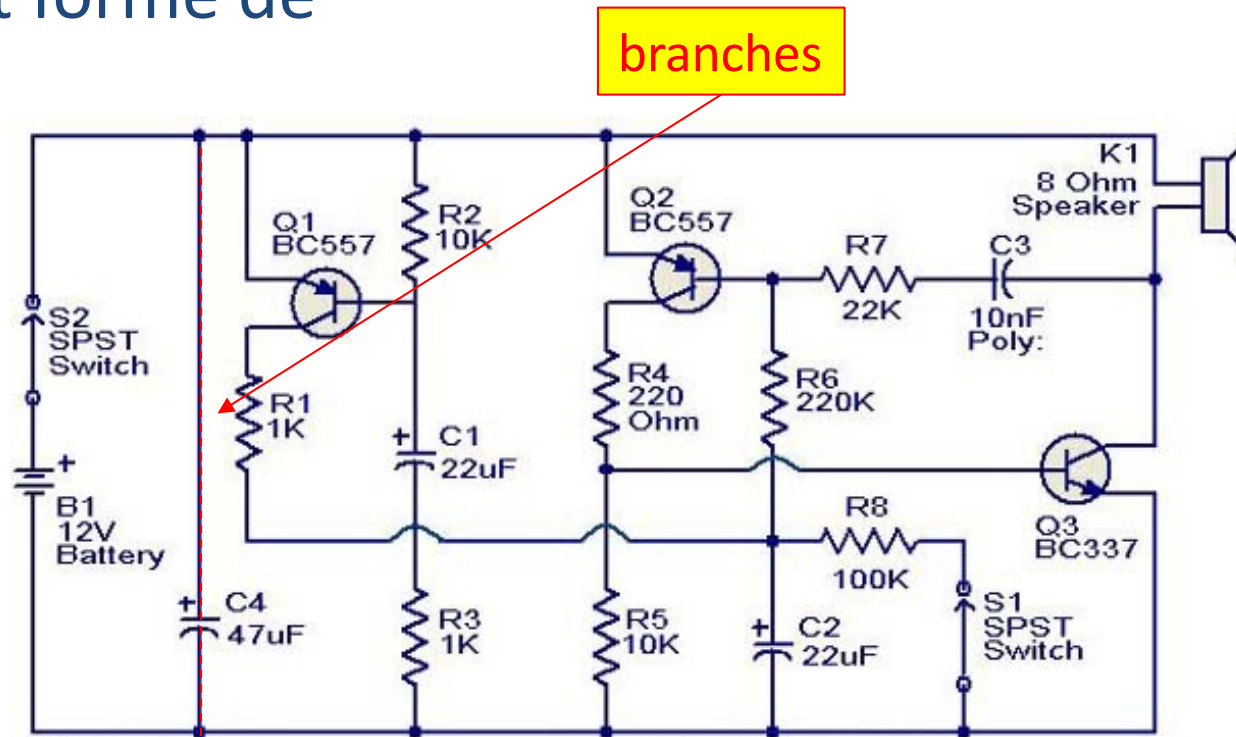 t formé de
branches
K1
8 Ohm
Speaker
Q1
BC557
R2
10K
Q2
BC557
R7
22K
C3
10nF
Poly:
S2
SPST
Switch
R1
1K
R4
220
Ohm
R6
220K
+
C1
22uF
+
B1
12V
Battery
Q3
BC337
R8
100K
+
C4
47uF
R3
1K
R5
10K
+
C2
22uF
S1
SPST
Switch